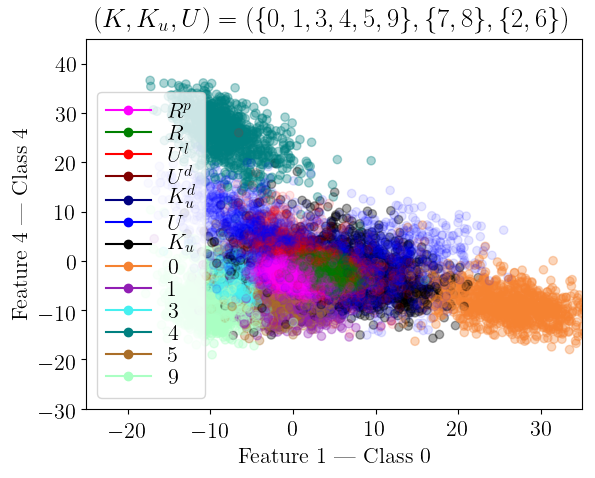 (K, K_u, U) = ({0, 1, 3, 4, 5, 9}, {7, 8}, {2, 6})
Feature 4 — Class 4
40
30
20
10
0
−10
−20
−30
R^p
R
U^l
U^d
K_u^d
U
K_u
0
1
3
4
5
9
−20
−10
0
10
20
30
Feature 1 — Class 0